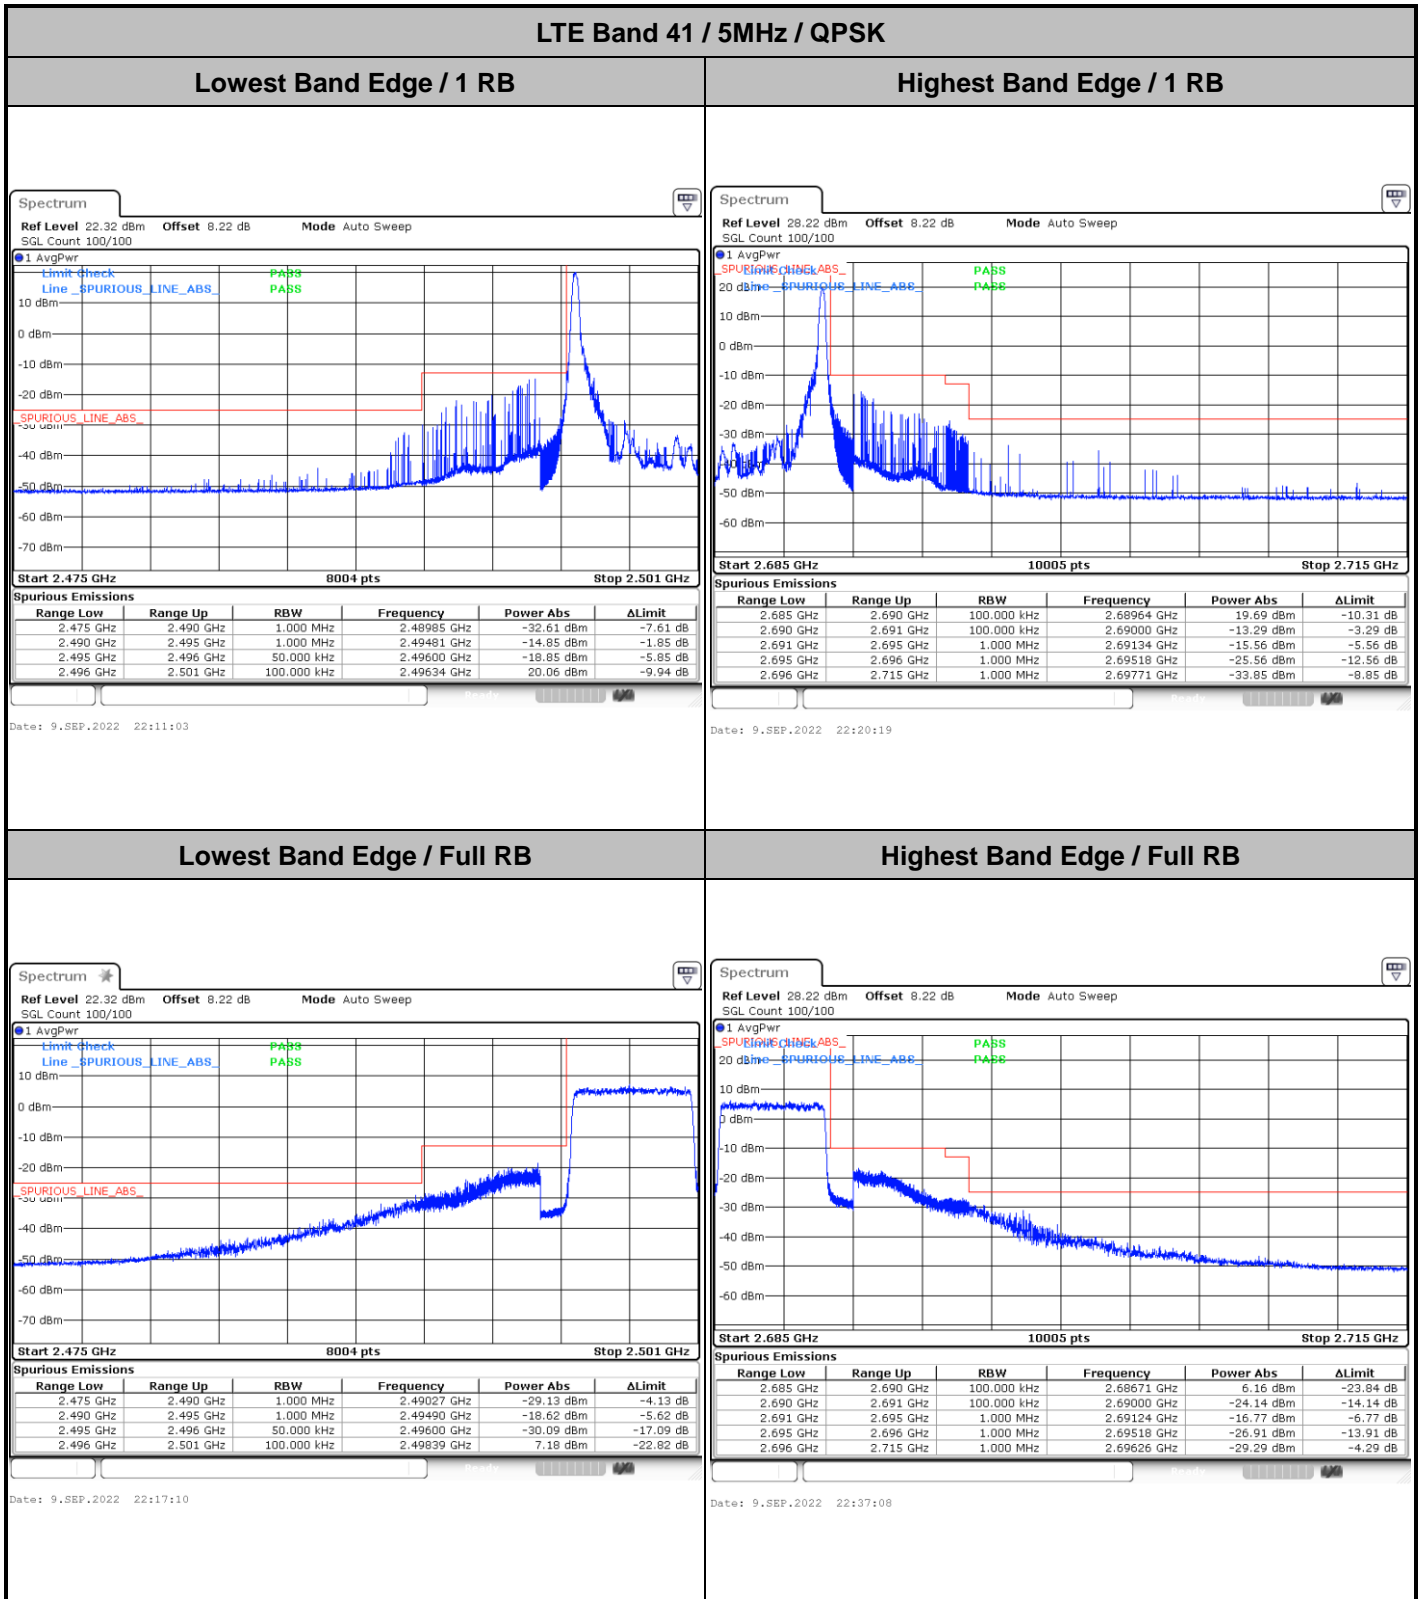 LTE Band 41 / 5MHz / QPSK
Lowest Band Edge / 1 RB
Highest Band Edge / 1 RB
Spectrum
Ref Level 22.32 dBm Offset 8.22 dB Mode Auto Sweep
SGL Count 100/100
1 AvgPwr
Limit Check PASS
Line _SPURIOUS_LINE_ABS_ PASS
10 dBm
0 dBm
-10 dBm
-20 dBm
_SPURIOUS_LINE_ABS_
-30 dBm
-40 dBm
-50 dBm
-60 dBm
-70 dBm
Start 2.475 GHz 8004 pts Stop 2.501 GHz
Spurious Emissions
Range Low Range Up RBW Frequency Power Abs ΔLimit
2.475 GHz 2.490 GHz 1.000 MHz 2.48985 GHz -32.61 dBm -7.61 dB
2.490 GHz 2.495 GHz 1.000 MHz 2.49481 GHz -14.85 dBm -1.85 dB
2.495 GHz 2.496 GHz 50.000 kHz 2.49600 GHz -18.85 dBm -5.85 dB
2.496 GHz 2.501 GHz 100.000 kHz 2.49634 GHz 20.06 dBm -9.94 dB
Ready
Date: 9.SEP.2022 22:11:03
Spectrum
Ref Level 28.22 dBm Offset 8.22 dB Mode Auto Sweep
SGL Count 100/100
1 AvgPwr
_SPURIOUS_LINE_ABS_
Limit Check PASS
Line _SPURIOUS_LINE_ABS_ PASS
20 dBm
10 dBm
0 dBm
-10 dBm
-20 dBm
-30 dBm
-40 dBm
-50 dBm
-60 dBm
Start 2.685 GHz 10005 pts Stop 2.715 GHz
Spurious Emissions
Range Low Range Up RBW Frequency Power Abs ΔLimit
2.685 GHz 2.690 GHz 100.000 kHz 2.68964 GHz 19.69 dBm -10.31 dB
2.690 GHz 2.691 GHz 100.000 kHz 2.69000 GHz -13.29 dBm -3.29 dB
2.691 GHz 2.695 GHz 1.000 MHz 2.69134 GHz -15.56 dBm -5.56 dB
2.695 GHz 2.696 GHz 1.000 MHz 2.69518 GHz -25.56 dBm -12.56 dB
2.696 GHz 2.715 GHz 1.000 MHz 2.69771 GHz -33.85 dBm -8.85 dB
Ready
Date: 9.SEP.2022 22:20:19
Lowest Band Edge / Full RB
Highest Band Edge / Full RB
Spectrum
Ref Level 22.32 dBm Offset 8.22 dB Mode Auto Sweep
SGL Count 100/100
1 AvgPwr
Limit Check PASS
Line _SPURIOUS_LINE_ABS_ PASS
10 dBm
0 dBm
-10 dBm
-20 dBm
_SPURIOUS_LINE_ABS_
-30 dBm
-40 dBm
-50 dBm
-60 dBm
-70 dBm
Start 2.475 GHz 8004 pts Stop 2.501 GHz
Spurious Emissions
Range Low Range Up RBW Frequency Power Abs ΔLimit
2.475 GHz 2.490 GHz 1.000 MHz 2.49027 GHz -29.13 dBm -4.13 dB
2.490 GHz 2.495 GHz 1.000 MHz 2.49490 GHz -18.62 dBm -5.62 dB
2.495 GHz 2.496 GHz 50.000 kHz 2.49600 GHz -30.09 dBm -17.09 dB
2.496 GHz 2.501 GHz 100.000 kHz 2.49839 GHz 7.18 dBm -22.82 dB
Ready
Date: 9.SEP.2022 22:17:10
Spectrum
Ref Level 28.22 dBm Offset 8.22 dB Mode Auto Sweep
SGL Count 100/100
1 AvgPwr
_SPURIOUS_LINE_ABS_
Limit Check PASS
Line _SPURIOUS_LINE_ABS_ PASS
20 dBm
10 dBm
0 dBm
-10 dBm
-20 dBm
-30 dBm
-40 dBm
-50 dBm
-60 dBm
Start 2.685 GHz 10005 pts Stop 2.715 GHz
Spurious Emissions
Range Low Range Up RBW Frequency Power Abs ΔLimit
2.685 GHz 2.690 GHz 100.000 kHz 2.68671 GHz 6.16 dBm -23.84 dB
2.690 GHz 2.691 GHz 100.000 kHz 2.69000 GHz -24.14 dBm -14.14 dB
2.691 GHz 2.695 GHz 1.000 MHz 2.69124 GHz -16.77 dBm -6.77 dB
2.695 GHz 2.696 GHz 1.000 MHz 2.69518 GHz -26.91 dBm -13.91 dB
2.696 GHz 2.715 GHz 1.000 MHz 2.69626 GHz -29.29 dBm -4.29 dB
Ready
Date: 9.SEP.2022 22:37:08